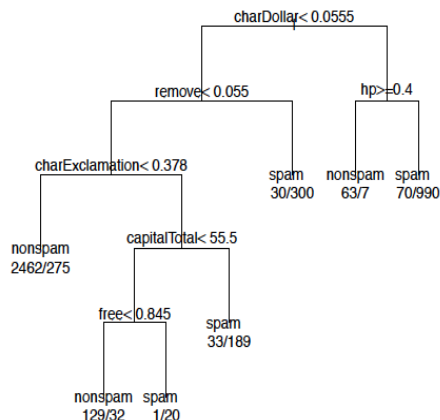 charDollar< 0.0555
remove< 0.055
hp>=0.4
charExclamation< 0.378
spam
30/300
nonspam
63/7
spam
70/990
nonspam
2462/275
capitalTotal< 55.5
free< 0.845
spam
33/189
nonspam
129/32
spam
1/20